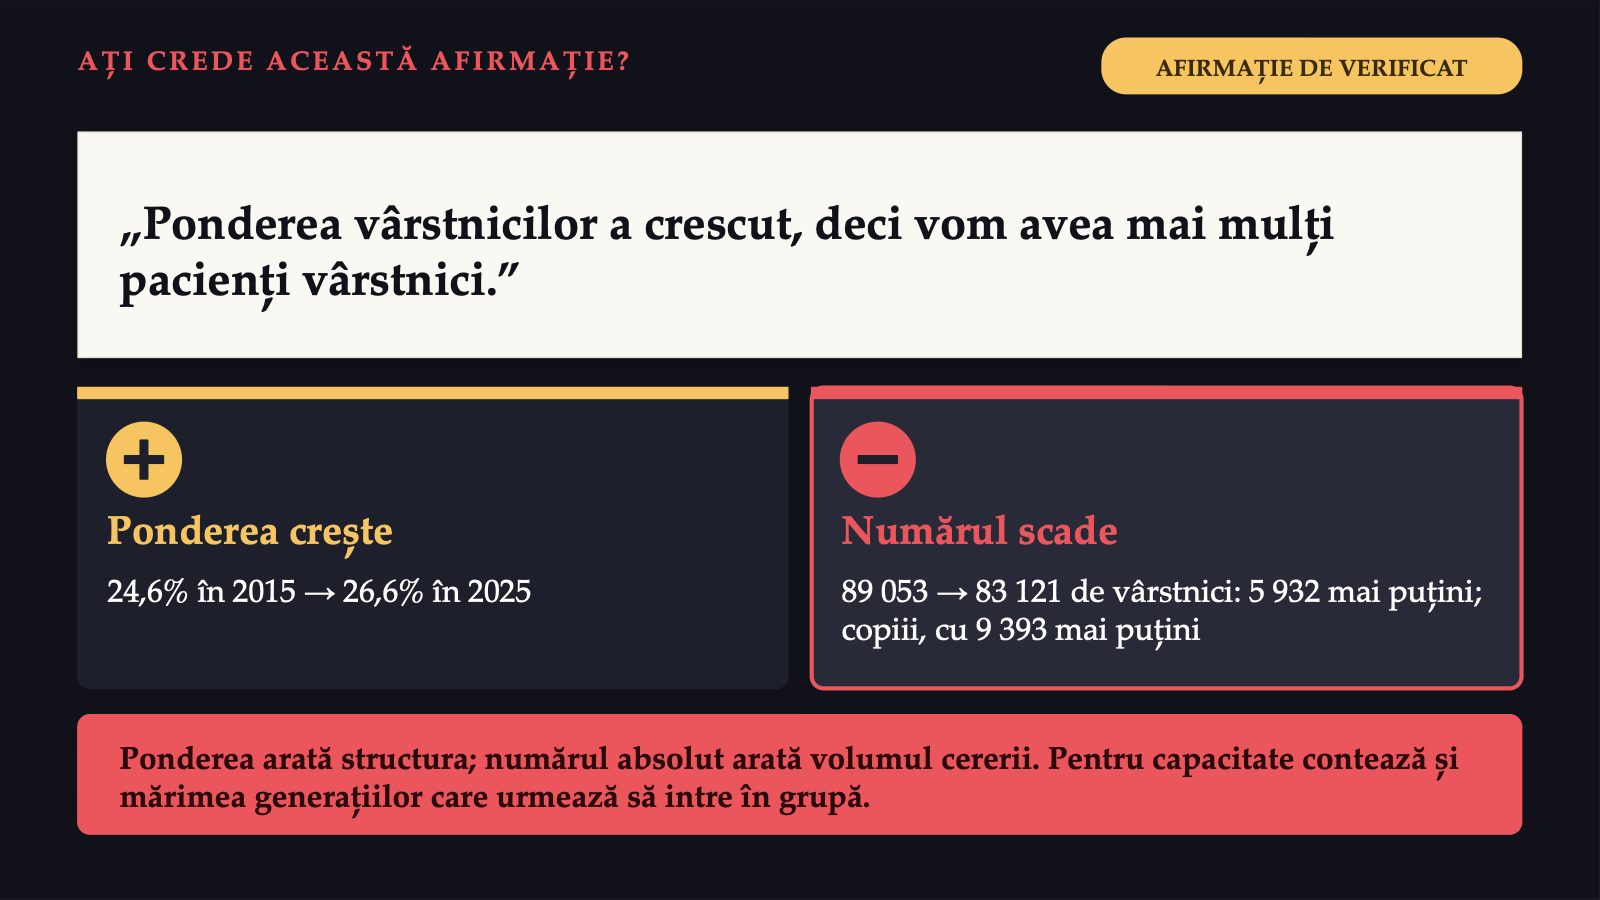 AȚI CREDE ACEASTĂ AFIRMAȚIE?
AFIRMAȚIE DE VERIFICAT
„Ponderea vârstnicilor a crescut, deci vom avea mai mulți
pacienți vârstnici.”
Ponderea crește
24,6% în 2015 → 26,6% în 2025
Numărul scade
89 053 → 83 121 de vârstnici: 5 932 mai puțini;
copiii, cu 9 393 mai puțini
Ponderea arată structura; numărul absolut arată volumul cererii. Pentru capacitate contează și
mărimea generațiilor care urmează să intre în grupă.